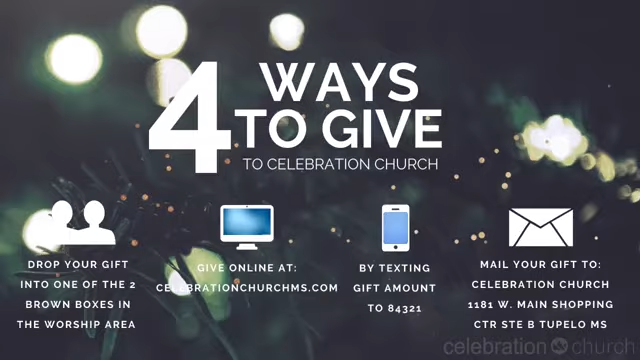 4 WAYS
TO GIVE
TO CELEBRATION CHURCH
DROP YOUR GIFT
INTO ONE OF THE 2
BROWN BOXES IN
THE WORSHIP AREA
GIVE ONLINE AT:
CELEBRATIONCHURCHMS.COM
BY TEXTING
GIFT AMOUNT
TO 84321
MAIL YOUR GIFT TO:
CELEBRATION CHURCH
1181 W. MAIN SHOPPING
CTR STE B TUPELO MS
celebration church